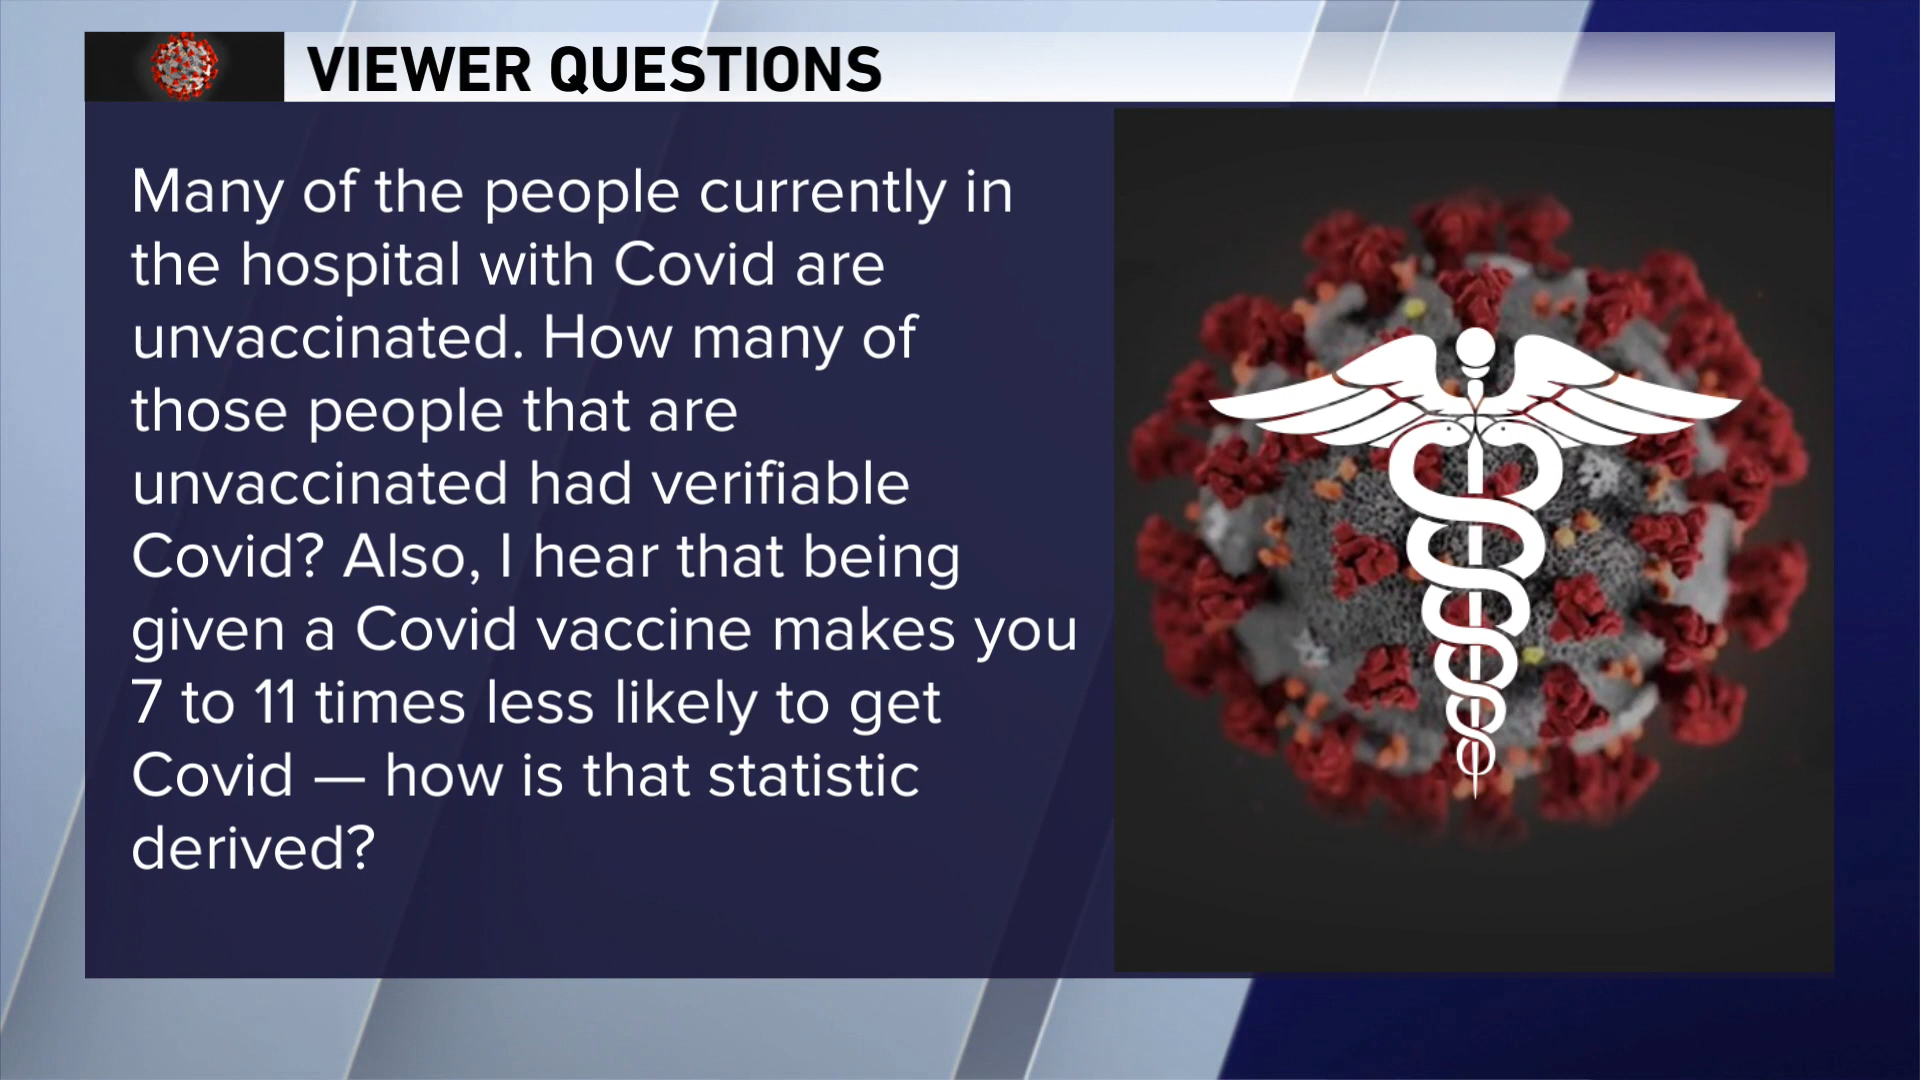 VIEWER QUESTIONS
Many of the people currently in
the hospital with Covid are
unvaccinated. How many of
those people that are
unvaccinated had verifiable
Covid? Also, I hear that being
given a Covid vaccine makes you
7 to 11 times less likely to get
Covid — how is that statistic
derived?